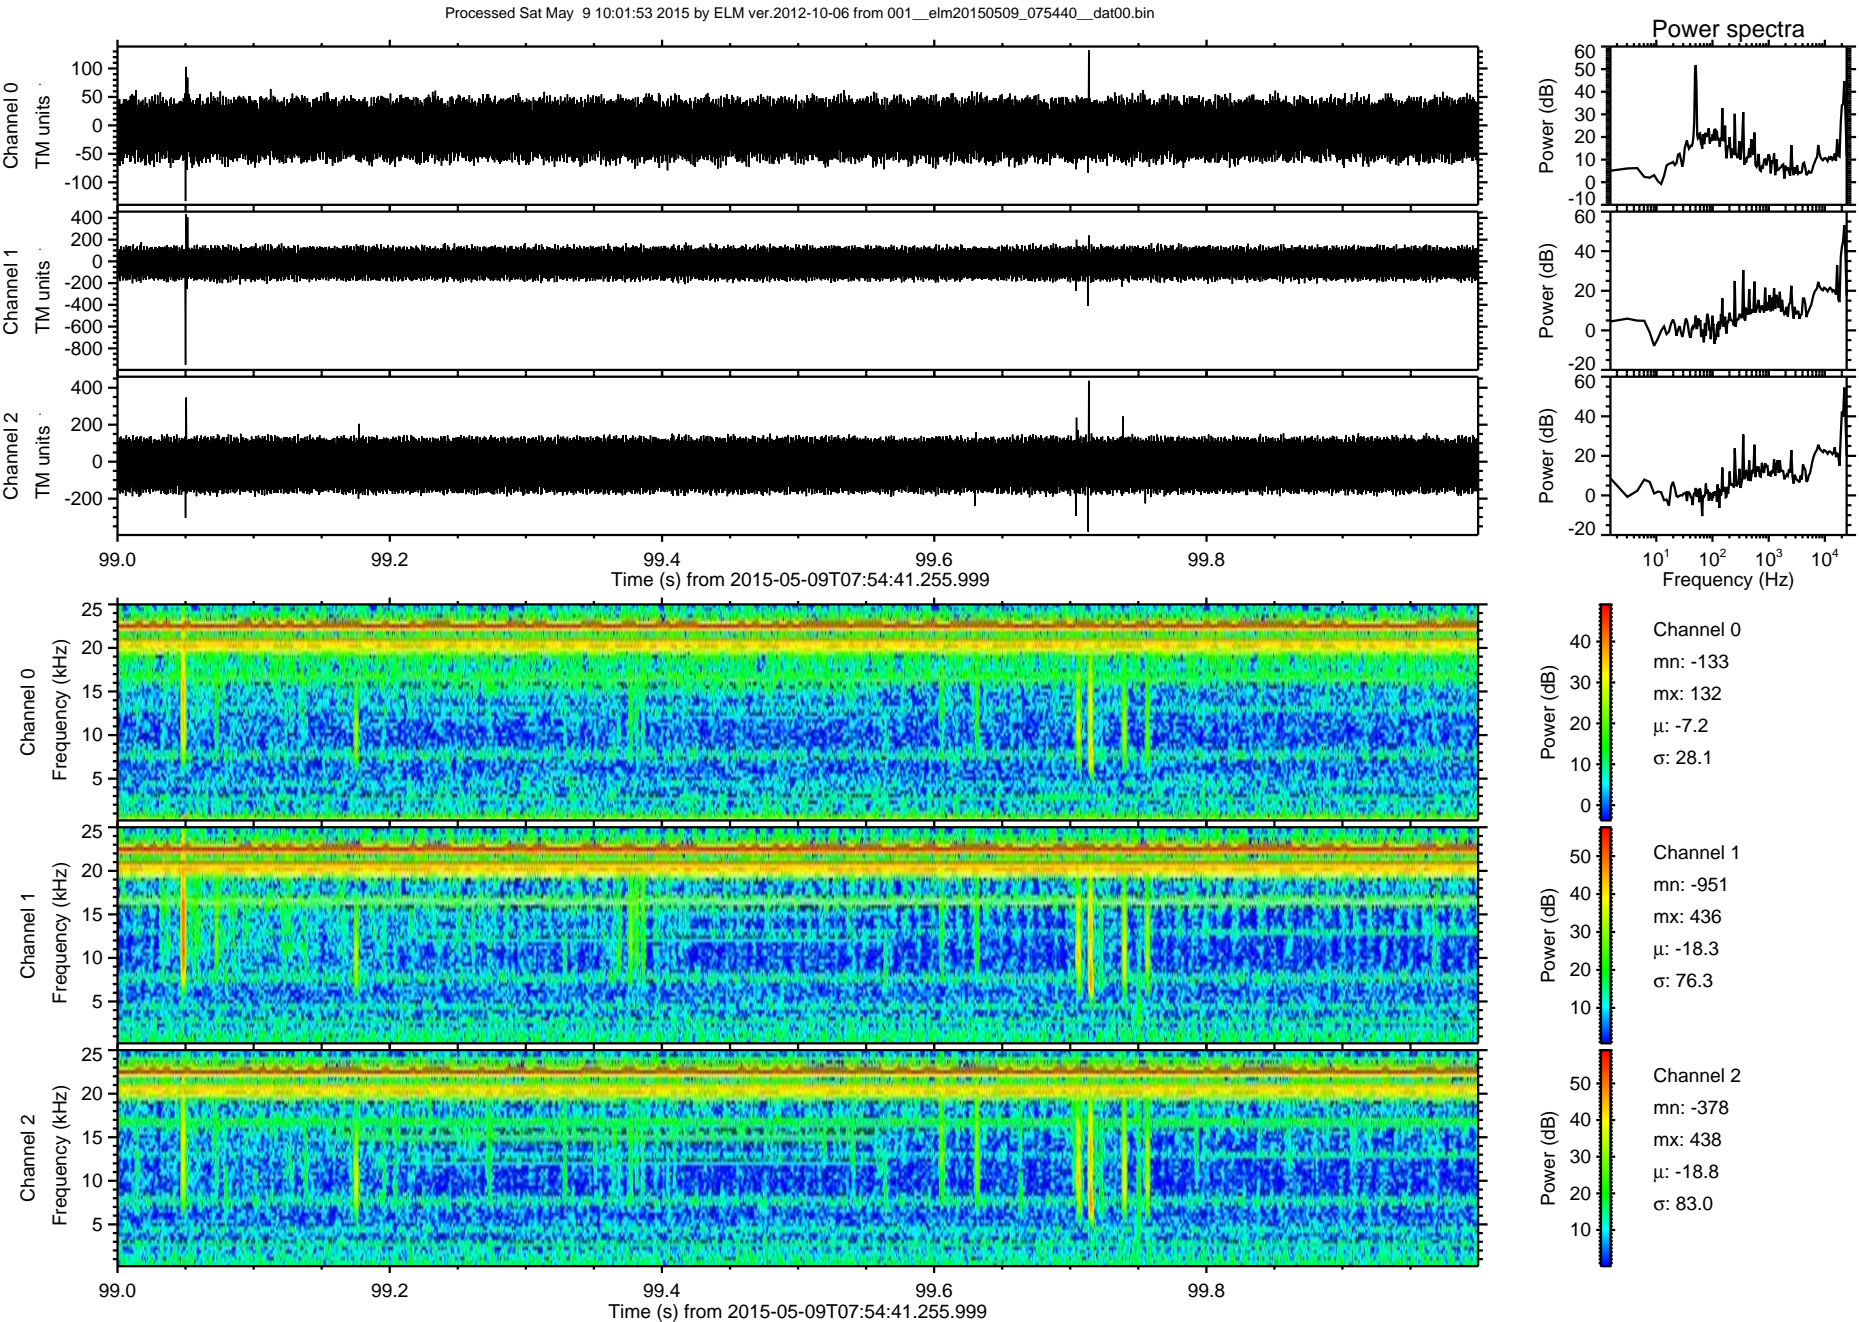 Processed Sat May  9 10:01:53 2015 by ELM ver.2012-10-06 from 001__elm20150509_075440__dat00.bin
Power spectra
Channel 0
TM units
100
50
0
-50
-100
Power (dB)
60
50
40
30
20
10
0
-10
Channel 1
TM units
400
200
0
-200
-400
-600
-800
Power (dB)
60
40
20
0
-20
Channel 2
TM units
400
200
0
-200
Power (dB)
60
40
20
0
-20
99.0 99.2 99.4 99.6 99.8
Time (s) from 2015-05-09T07:54:41.255.999
10^1 10^2 10^3 10^4
Frequency (Hz)
Channel 0
Frequency (kHz)
25
20
15
10
5
Power (dB)
40
30
20
10
0
Channel 0
mn: -133
mx: 132
μ: -7.2
σ: 28.1
Channel 1
Frequency (kHz)
25
20
15
10
5
Power (dB)
50
40
30
20
10
Channel 1
mn: -951
mx: 436
μ: -18.3
σ: 76.3
Channel 2
Frequency (kHz)
25
20
15
10
5
Power (dB)
50
40
30
20
10
Channel 2
mn: -378
mx: 438
μ: -18.8
σ: 83.0
99.0 99.2 99.4 99.6 99.8
Time (s) from 2015-05-09T07:54:41.255.999